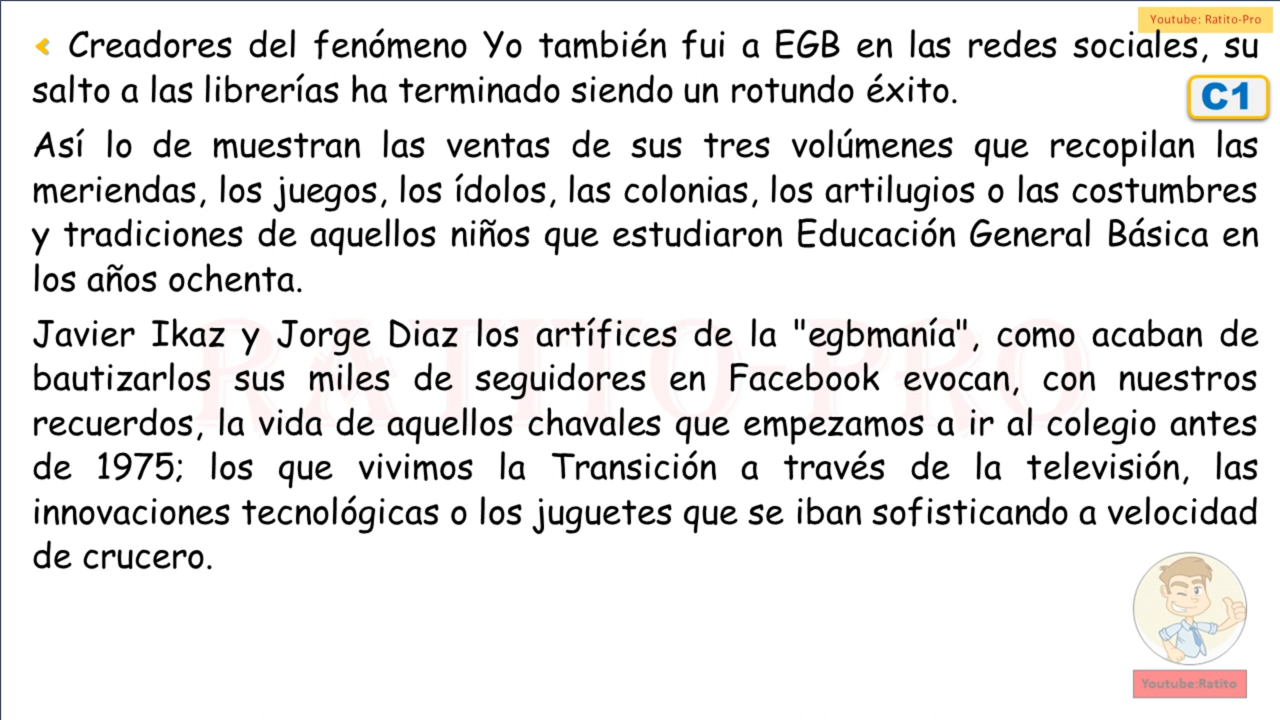 Youtube: Ratito-Pro
Creadores del fenómeno Yo también fui a EGB en las redes sociales, su
salto a las librerías ha terminado siendo un rotundo éxito.
C1
Así lo de muestran las ventas de sus tres volúmenes que recopilan las
meriendas, los juegos, los ídolos, las colonias, los artilugios o las costumbres
y tradiciones de aquellos niños que estudiaron Educación General Básica en
los años ochenta.
Javier Ikaz y Jorge Diaz los artífices de la "egbmanía", como acaban de
bautizarlos sus miles de seguidores en Facebook evocan, con nuestros
recuerdos, la vida de aquellos chavales que empezamos a ir al colegio antes
de 1975; los que vivimos la Transición a través de la televisión, las
innovaciones tecnológicas o los juguetes que se iban sofisticando a velocidad
de crucero.
RATITO-PRO
Youtube:Ratito